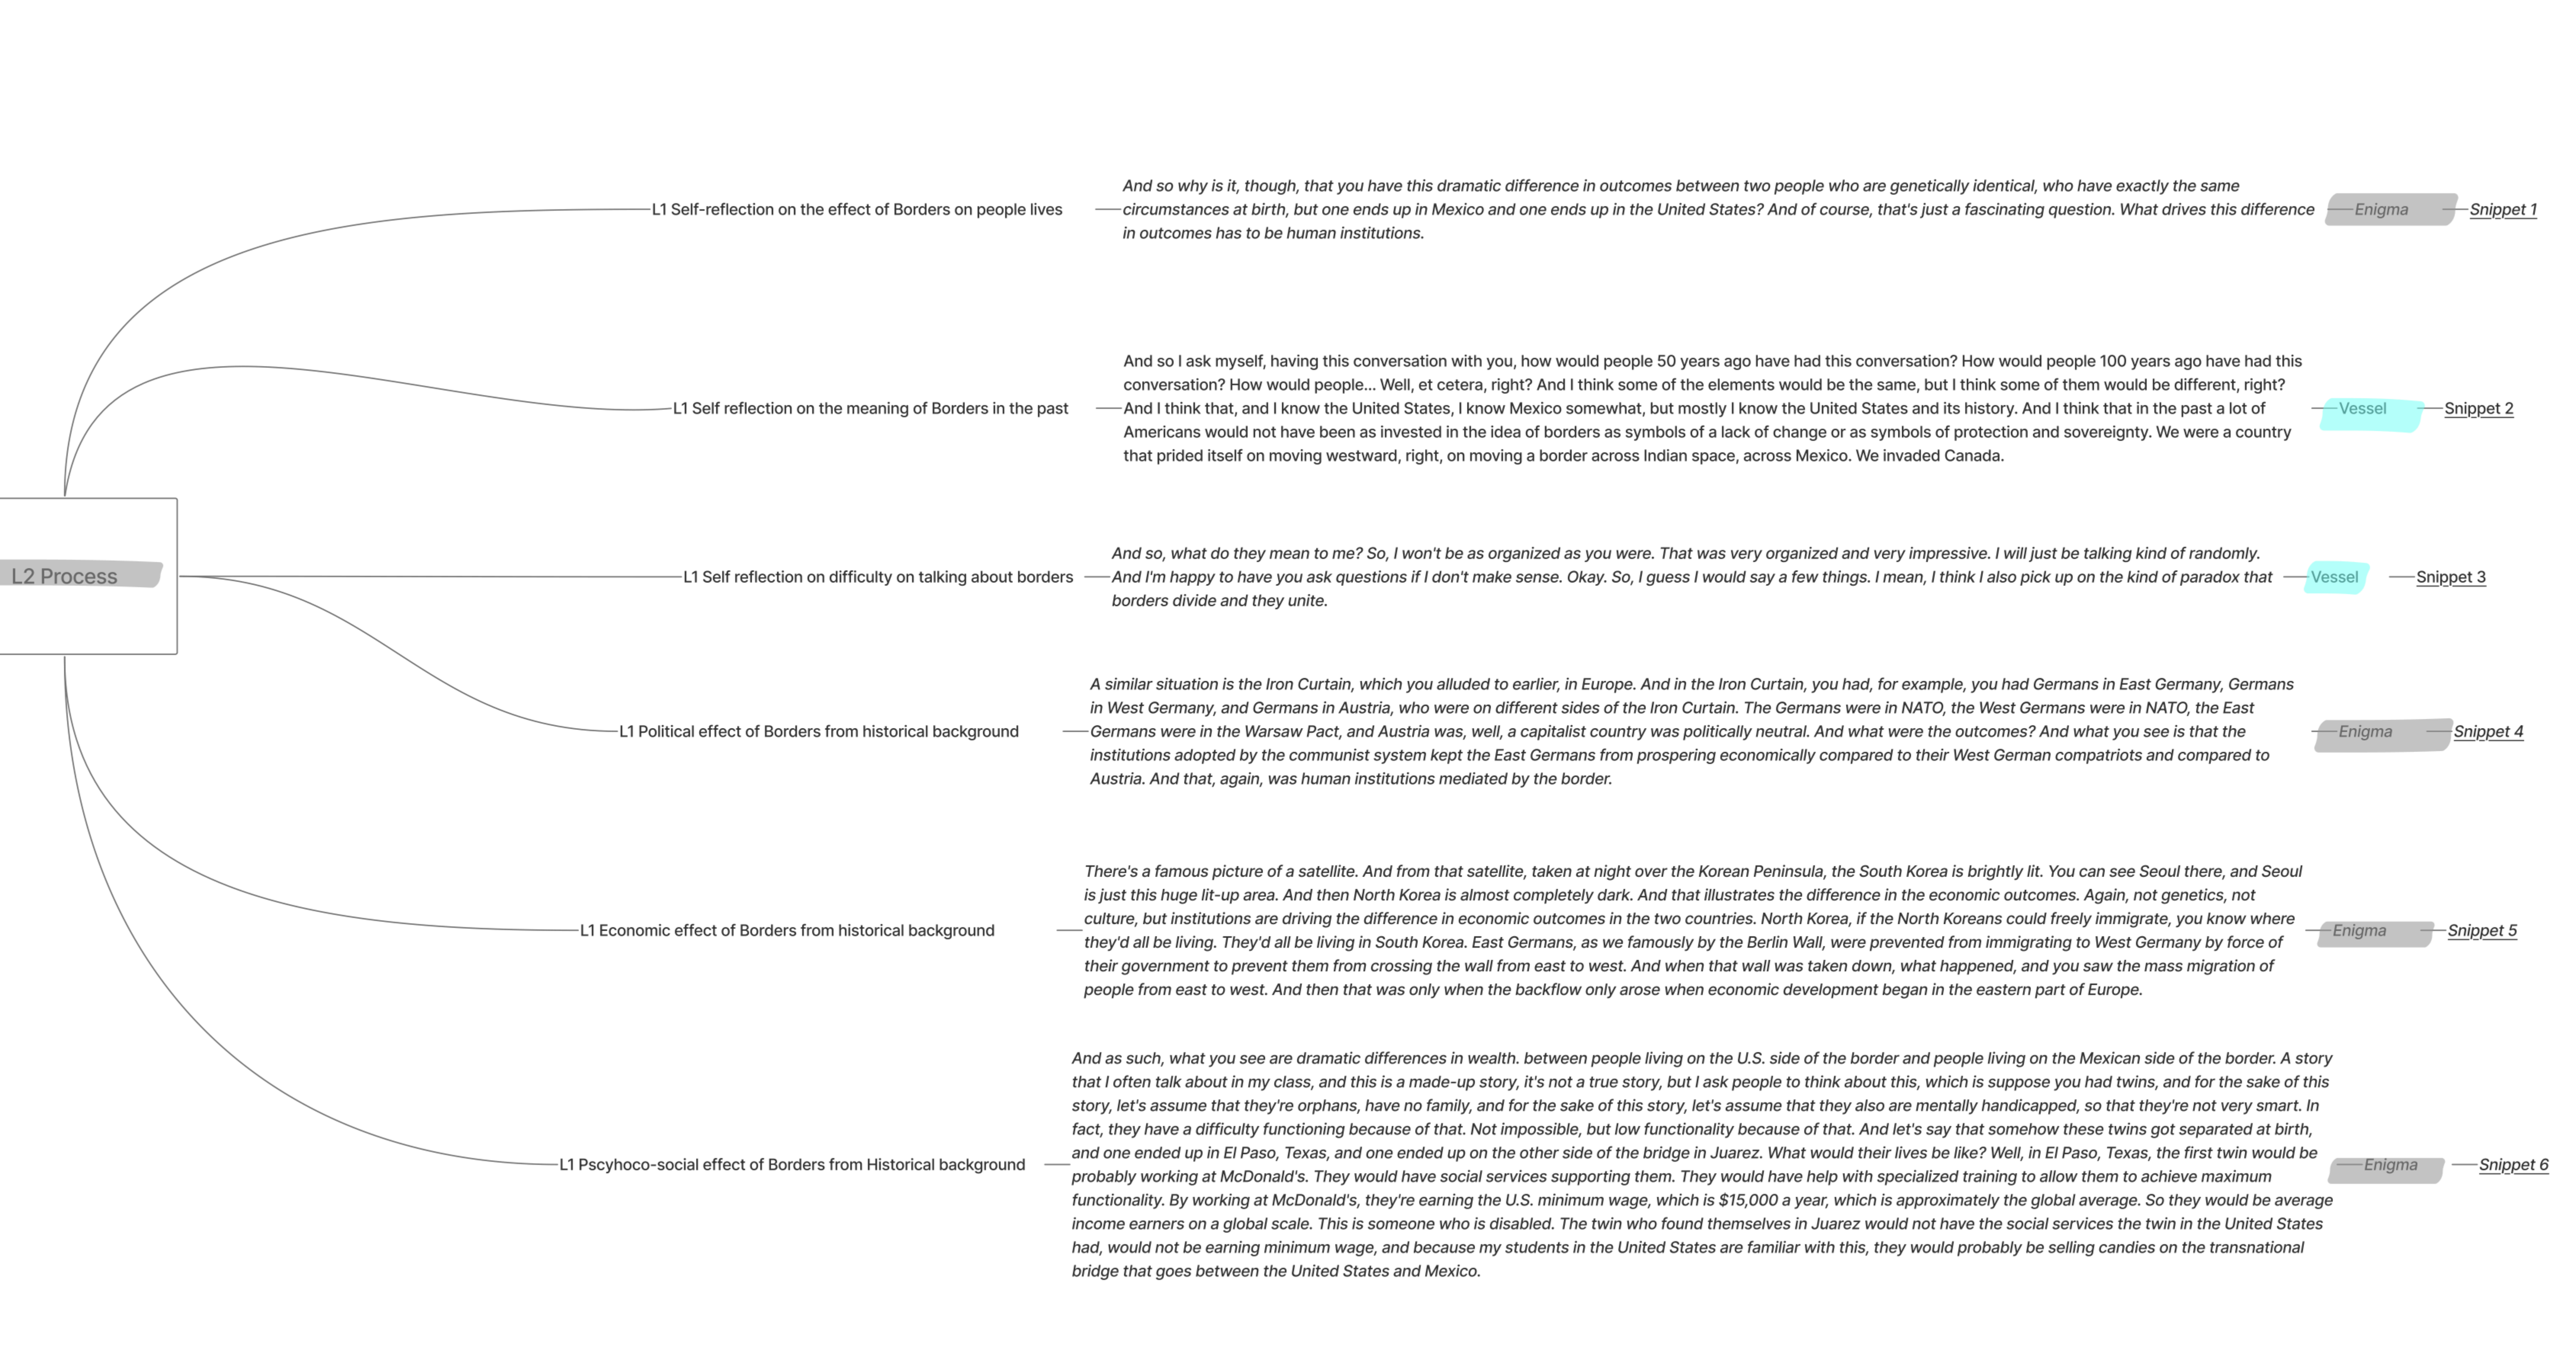 L2 Process
L1 Self-reflection on the effect of Borders on people lives
And so why is it, though, that you have this dramatic difference in outcomes between two people who are genetically identical, who have exactly the same
circumstances at birth, but one ends up in Mexico and one ends up in the United States? And of course, that's just a fascinating question. What drives this difference
in outcomes has to be human institutions.
Enigma
Snippet 1
L1 Self reflection on the meaning of Borders in the past
And so I ask myself, having this conversation with you, how would people 50 years ago have had this conversation? How would people 100 years ago have had this
conversation? How would people... Well, et cetera, right? And I think some of the elements would be the same, but I think some of them would be different, right?
And I think that, and I know the United States, I know Mexico somewhat, but mostly I know the United States and its history. And I think that in the past a lot of
Americans would not have been as invested in the idea of borders as symbols of a lack of change or as symbols of protection and sovereignty. We were a country
that prided itself on moving westward, right, on moving a border across Indian space, across Mexico. We invaded Canada.
Vessel
Snippet 2
L1 Self reflection on difficulty on talking about borders
And so, what do they mean to me? So, I won't be as organized as you were. That was very organized and very impressive. I will just be talking kind of randomly.
And I'm happy to have you ask questions if I don't make sense. Okay. So, I guess I would say a few things. I mean, I think I also pick up on the kind of paradox that
borders divide and they unite.
Vessel
Snippet 3
L1 Political effect of Borders from historical background
A similar situation is the Iron Curtain, which you alluded to earlier, in Europe. And in the Iron Curtain, you had, for example, you had Germans in East Germany, Germans
in West Germany, and Germans in Austria, who were on different sides of the Iron Curtain. The Germans were in NATO, the West Germans were in NATO, the East
Germans were in the Warsaw Pact, and Austria was, well, a capitalist country was politically neutral. And what were the outcomes? And what you see is that the
institutions adopted by the communist system kept the East Germans from prospering economically compared to their West German compatriots and compared to
Austria. And that, again, was human institutions mediated by the border.
Enigma
Snippet 4
L1 Economic effect of Borders from historical background
There's a famous picture of a satellite. And from that satellite, taken at night over the Korean Peninsula, the South Korea is brightly lit. You can see Seoul there, and Seoul
is just this huge lit-up area. And then North Korea is almost completely dark. And that illustrates the difference in the economic outcomes. Again, not genetics, not
culture, but institutions are driving the difference in economic outcomes in the two countries. North Korea, if the North Koreans could freely immigrate, you know where
they'd all be living. They'd all be living in South Korea. East Germans, as we famously by the Berlin Wall, were prevented from immigrating to West Germany by force of
their government to prevent them from crossing the wall from east to west. And when that wall was taken down, what happened, and you saw the mass migration of
people from east to west. And then that was only when the backflow only arose when economic development began in the eastern part of Europe.
Enigma
Snippet 5
L1 Pscyhoco-social effect of Borders from Historical background
And as such, what you see are dramatic differences in wealth. between people living on the U.S. side of the border and people living on the Mexican side of the border. A story
that I often talk about in my class, and this is a made-up story, it's not a true story, but I ask people to think about this, which is suppose you had twins, and for the sake of this
story, let's assume that they're orphans, have no family, and for the sake of this story, let's assume that they also are mentally handicapped, so that they're not very smart. In
fact, they have a difficulty functioning because of that. Not impossible, but low functionality because of that. And let's say that somehow these twins got separated at birth,
and one ended up in El Paso, Texas, and one ended up on the other side of the bridge in Juarez. What would their lives be like? Well, in El Paso, Texas, the first twin would be
probably working at McDonald's. They would have social services supporting them. They would have help with specialized training to allow them to achieve maximum
functionality. By working at McDonald's, they're earning the U.S. minimum wage, which is $15,000 a year, which is approximately the global average. So they would be average
income earners on a global scale. This is someone who is disabled. The twin who found themselves in Juarez would not have the social services the twin in the United States
had, would not be earning minimum wage, and because my students in the United States are familiar with this, they would probably be selling candies on the transnational
bridge that goes between the United States and Mexico.
Enigma
Snippet 6